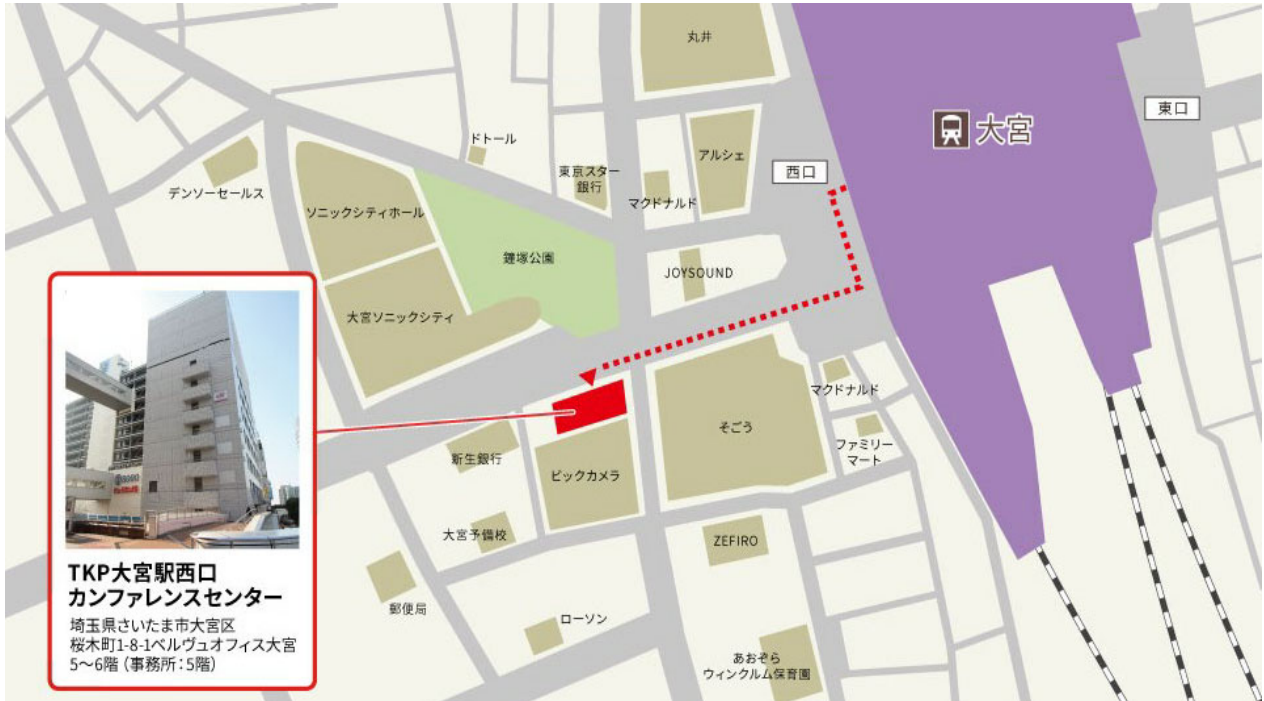 丸井
大宮
東口
西口
アルシェ
ドトール
東京スター
銀行
マクドナルド
デンソーセールス
ソニックシティホール
鐘塚公園
JOYSOUND
大宮ソニックシティ
マクドナルド
そごう
ファミリー
マート
新生銀行
ビックカメラ
大宮予備校
ZEFIRO
郵便局
ローソン
あおぞら
ウィンクルム保育園
TKP大宮駅西口
カンファレンスセンター
埼玉県さいたま市大宮区
桜木町1-8-1ベルヴュオフィス大宮
5～6階（事務所：5階）